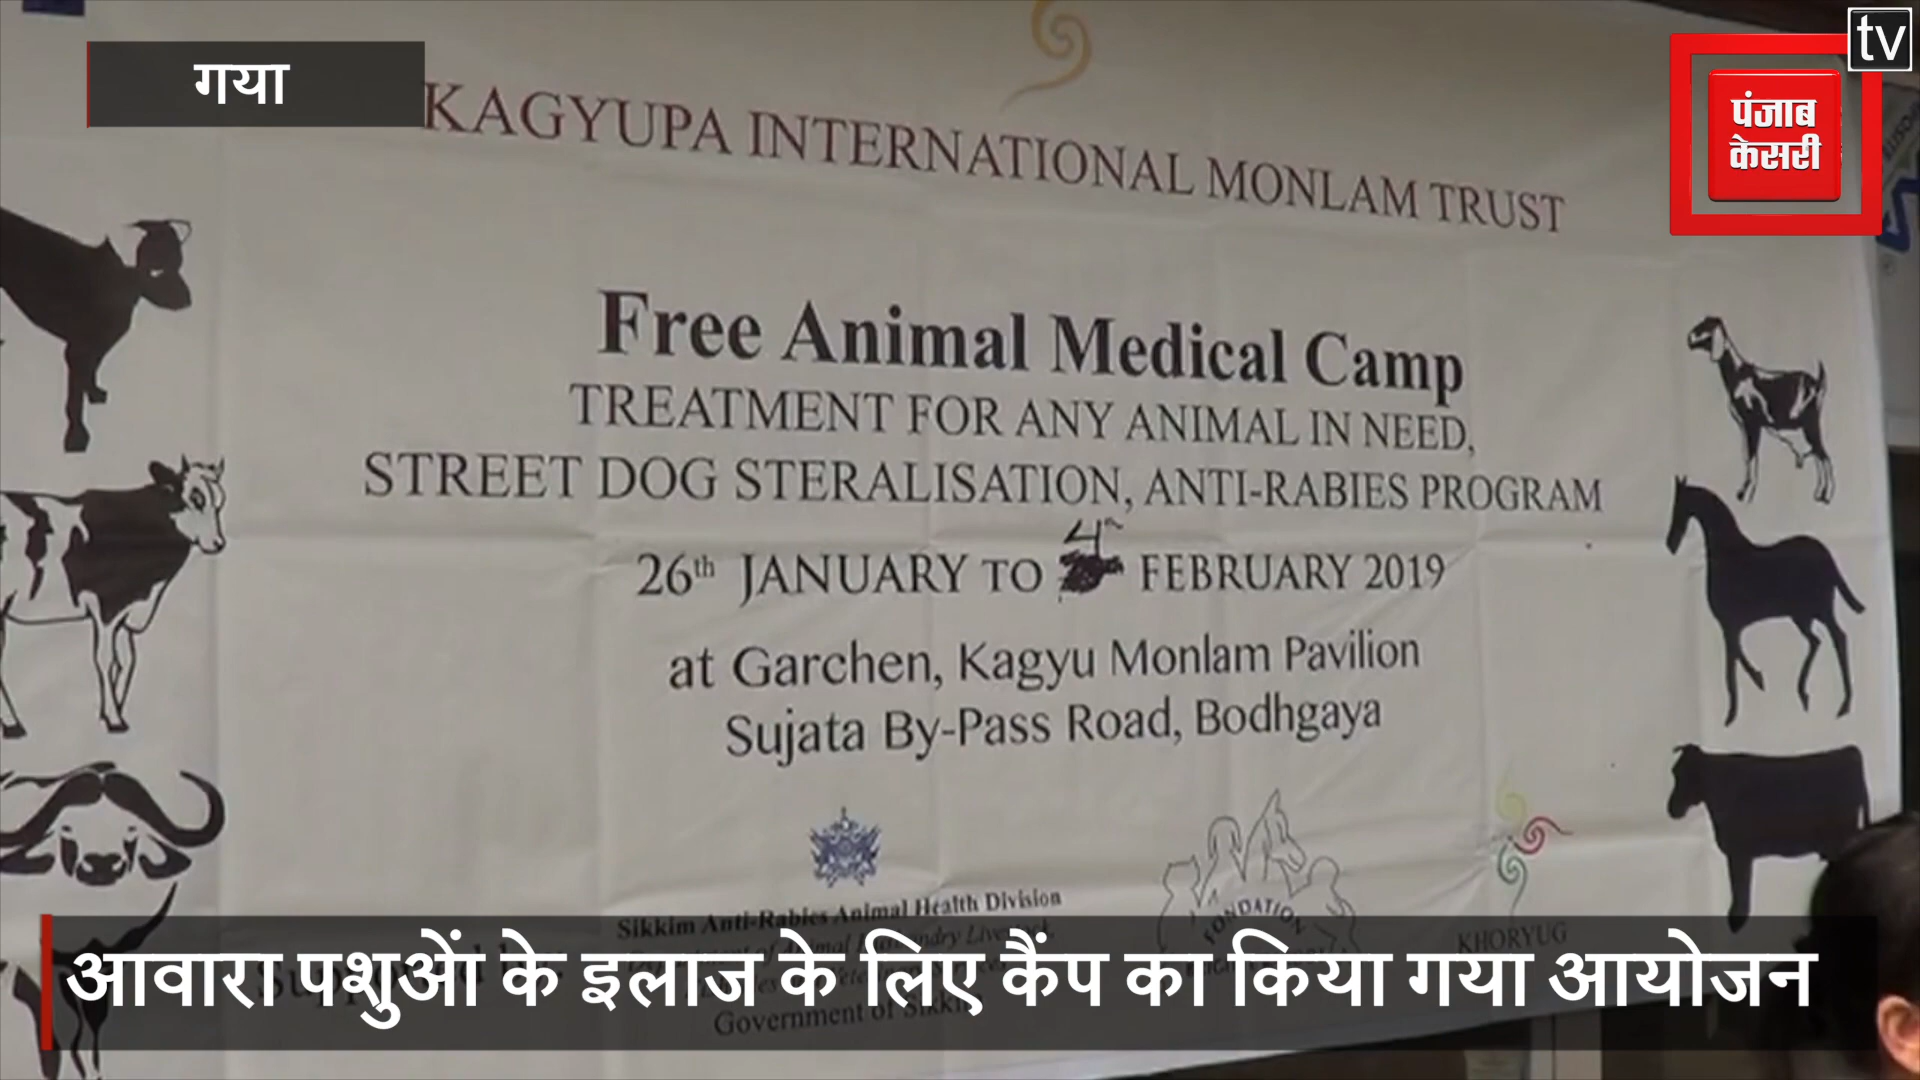 गया
tv
पंजाब
केसरी
KAGYUPA INTERNATIONAL MONLAM TRUST
Free Animal Medical Camp
TREATMENT FOR ANY ANIMAL IN NEED,
STREET DOG STERALISATION, ANTI-RABIES PROGRAM
26th JANUARY TO 4th FEBRUARY 2019
at Garchen, Kagyu Monlam Pavilion
Sujata By-Pass Road, Bodhgaya
Sikkim Anti-Rabies Animal Health Division
FONDATION
KHORYUG
Government of Sikkim
आवारा पशुओं के इलाज के लिए कैंप का किया गया आयोजन